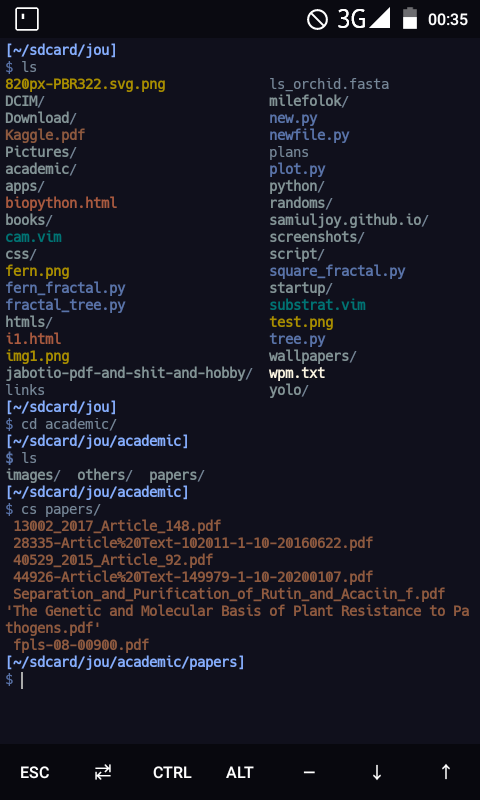 3G 00:35
[~/sdcard/jou]
$ ls
820px-PBR322.svg.png ls_orchid.fasta
DCIM/ milefolok/
Download/ new.py
Kaggle.pdf newfile.py
Pictures/ plans
academic/ plot.py
apps/ python/
biopython.html randoms/
books/ samiuljoy.github.io/
cam.vim screenshots/
css/ script/
fern.png square_fractal.py
fern_fractal.py startup/
fractal_tree.py substrat.vim
htmls/ test.png
i1.html tree.py
img1.png wallpapers/
jabotio-pdf-and-shit-and-hobby/ wpm.txt
links yolo/
[~/sdcard/jou]
$ cd academic/
[~/sdcard/jou/academic]
$ ls
images/ others/ papers/
[~/sdcard/jou/academic]
$ cs papers/
13002_2017_Article_148.pdf
28335-Article%20Text-102011-1-10-20160622.pdf
40529_2015_Article_92.pdf
44926-Article%20Text-149979-1-10-20200107.pdf
Separation_and_Purification_of_Rutin_and_Acaciin_f.pdf
'The Genetic and Molecular Basis of Plant Resistance to Pa
thogens.pdf'
fpls-08-00900.pdf
[~/sdcard/jou/academic/papers]
$
ESC ⇄ CTRL ALT – ↓ ↑